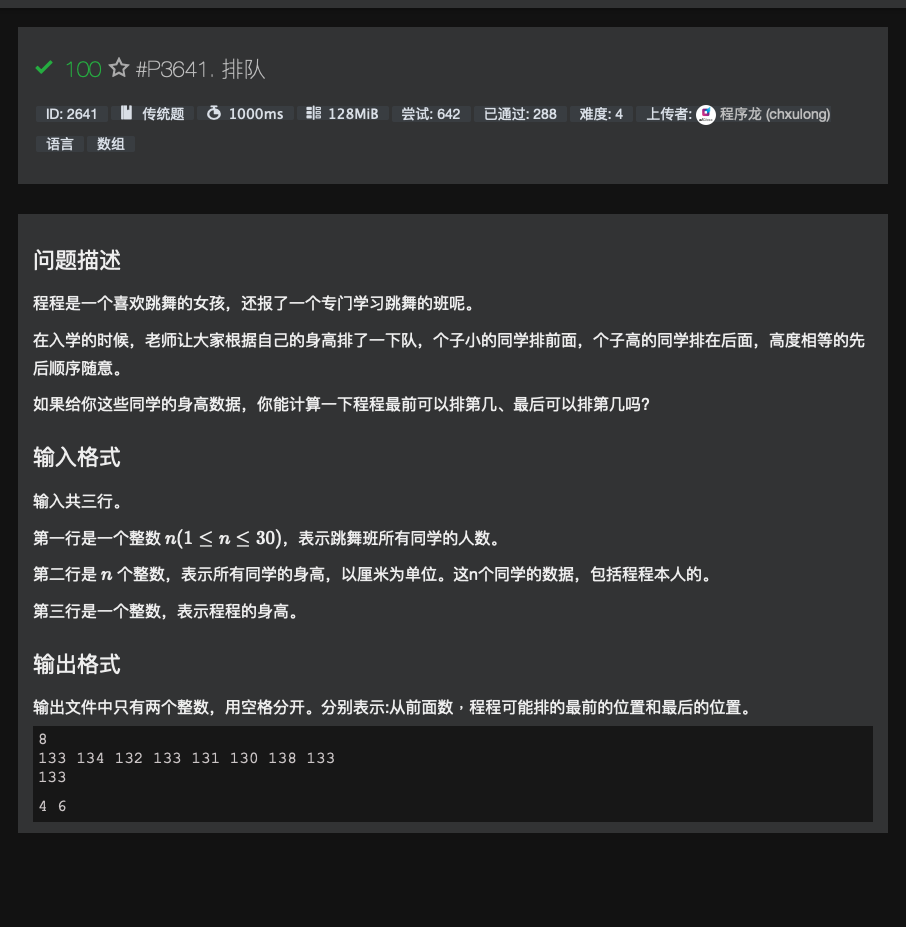 100 #P3641. 排队
ID: 2641 传统题 1000ms 128MiB 尝试: 642 已通过: 288 难度: 4 上传者: 程序龙 (chxulong)
语言 数组
问题描述
程程是一个喜欢跳舞的女孩，还报了一个专门学习跳舞的班呢。
在入学的时候，老师让大家根据自己的身高排了一下队，个子小的同学排前面，个子高的同学排在后面，高度相等的先
后顺序随意。
如果给你这些同学的身高数据，你能计算一下程程最前可以排第几、最后可以排第几吗?
输入格式
输入共三行。
第一行是一个整数 n(1 ≤ n ≤ 30)，表示跳舞班所有同学的人数。
第二行是 n 个整数，表示所有同学的身高，以厘米为单位。这n个同学的数据，包括程程本人的。
第三行是一个整数，表示程程的身高。
输出格式
输出文件中只有两个整数，用空格分开。分别表示:从前面数，程程可能排的最前的位置和最后的位置。
8
133 134 132 133 131 130 138 133
133
4 6